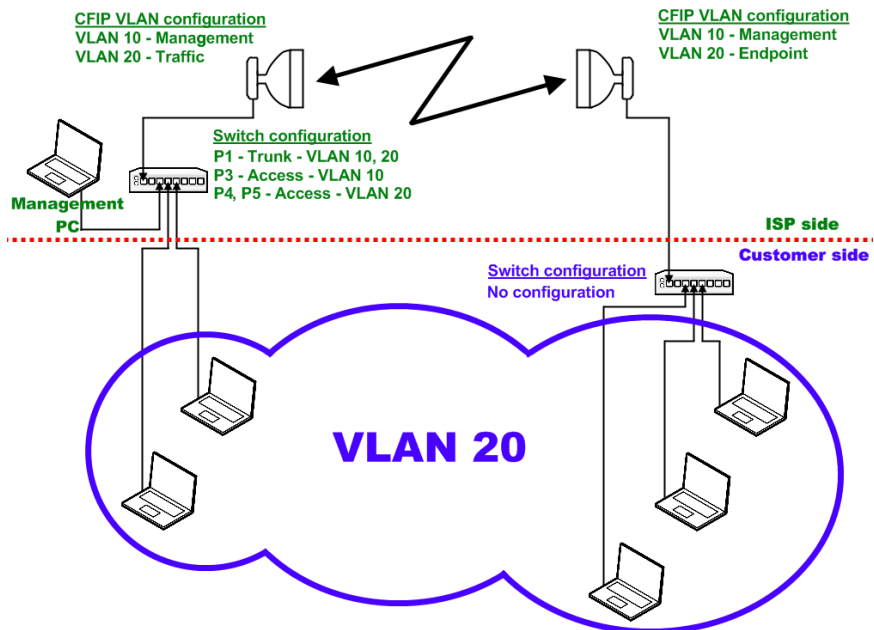 CFIP VLAN configuration
VLAN 10 - Management
VLAN 20 - Traffic
CFIP VLAN configuration
VLAN 10 - Management
VLAN 20 - Endpoint
Switch configuration
P1 - Trunk - VLAN 10, 20
P3 - Access - VLAN 10
P4, P5 - Access - VLAN 20
Management
PC
ISP side
Customer side
Switch configuration
No configuration
VLAN 20